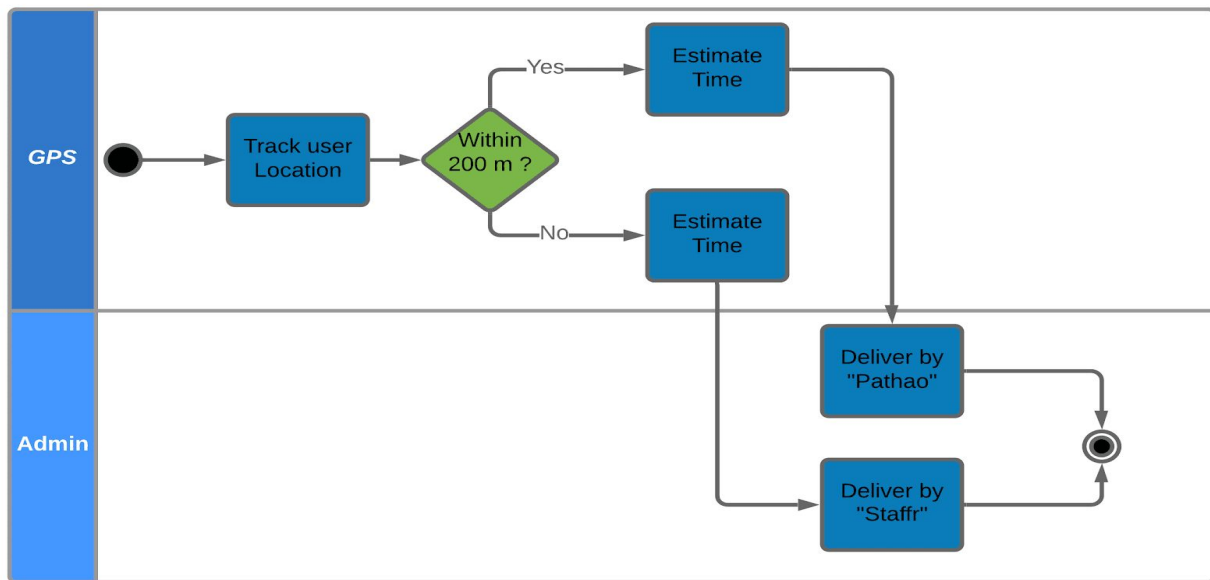 GPS
Track user
Location
Within
200 m ?
Yes
Estimate
Time
No
Estimate
Time
Admin
Deliver by
"Pathao"
Deliver by
"Staffr"